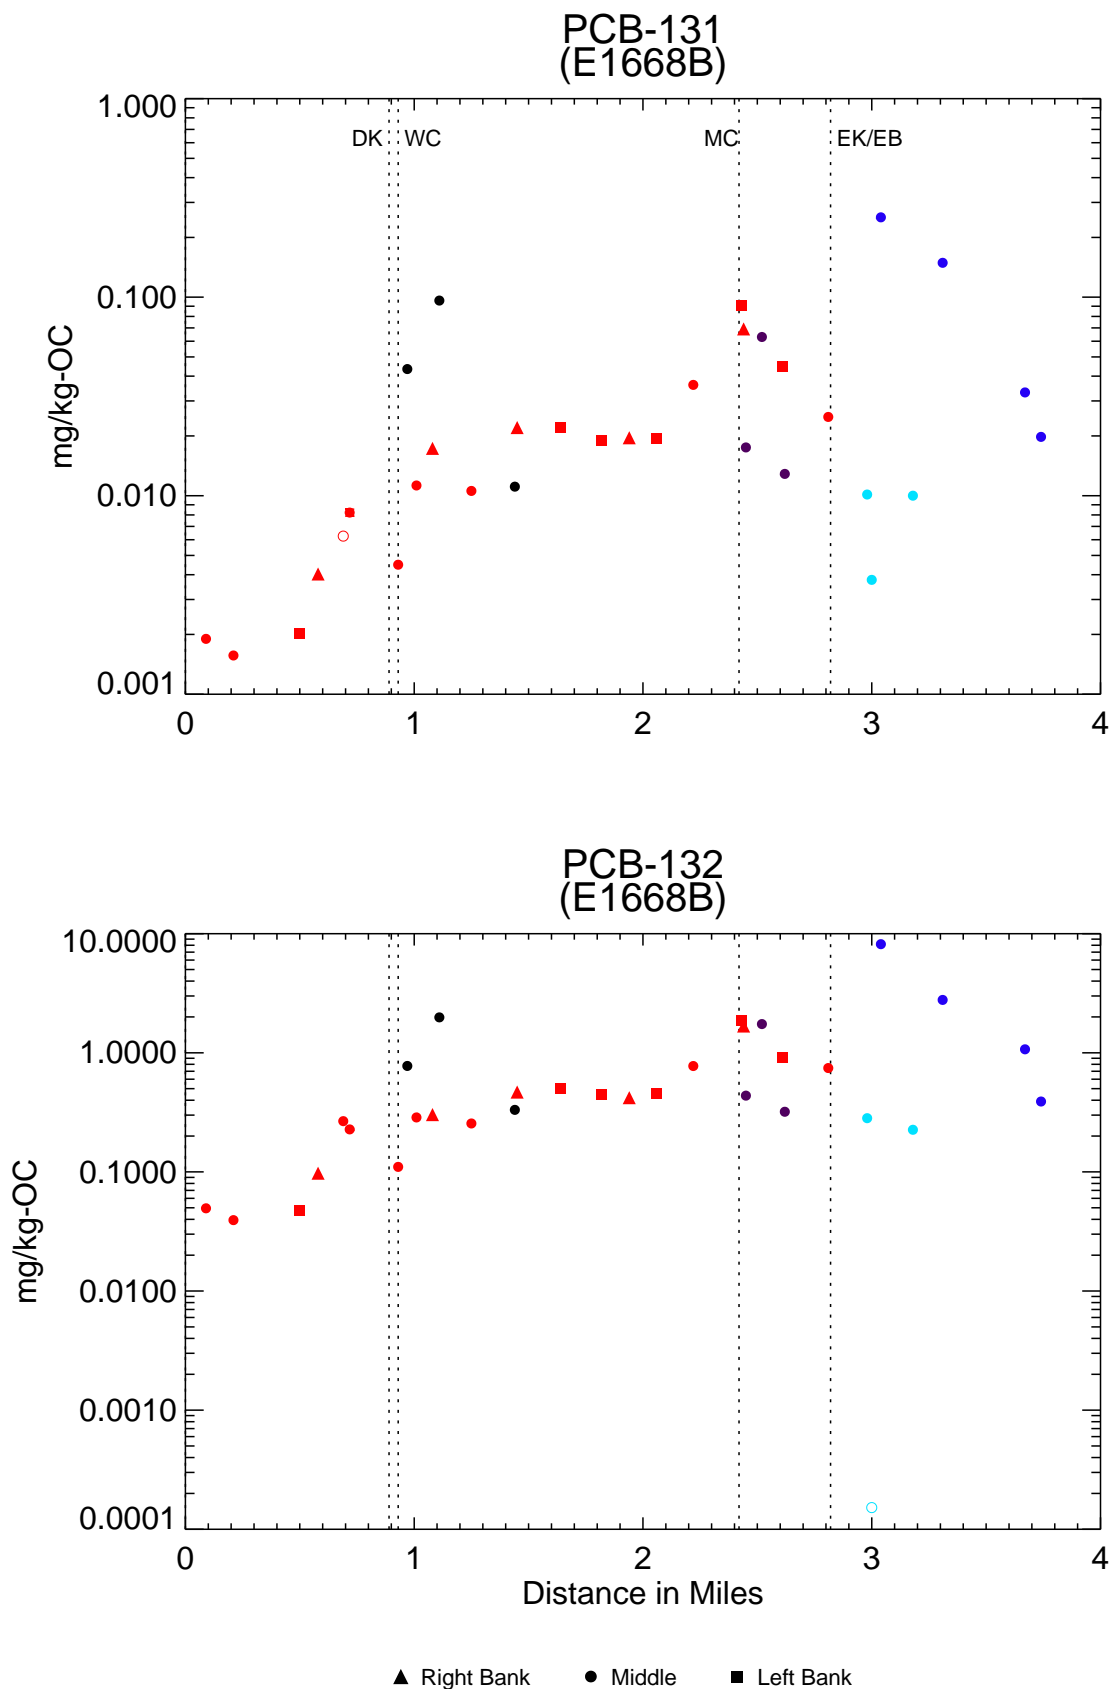 PCB-131
(E1668B)
1.000
DK WC MC EK/EB
0.100
mg/kg-OC
0.010
0.001
0 1 2 3 4
PCB-132
(E1668B)
10.0000
1.0000
0.1000
mg/kg-OC
0.0100
0.0010
0.0001
0 1 2 3 4
Distance in Miles
Right Bank Middle Left Bank